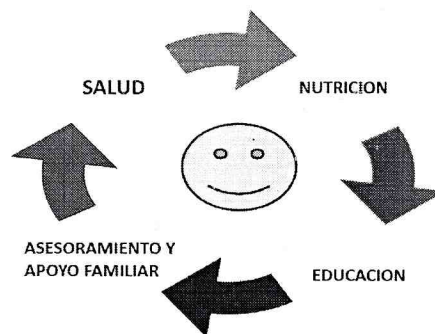 SALUD
NUTRICION
EDUCACION
ASESORAMIENTO Y
APOYO FAMILIAR